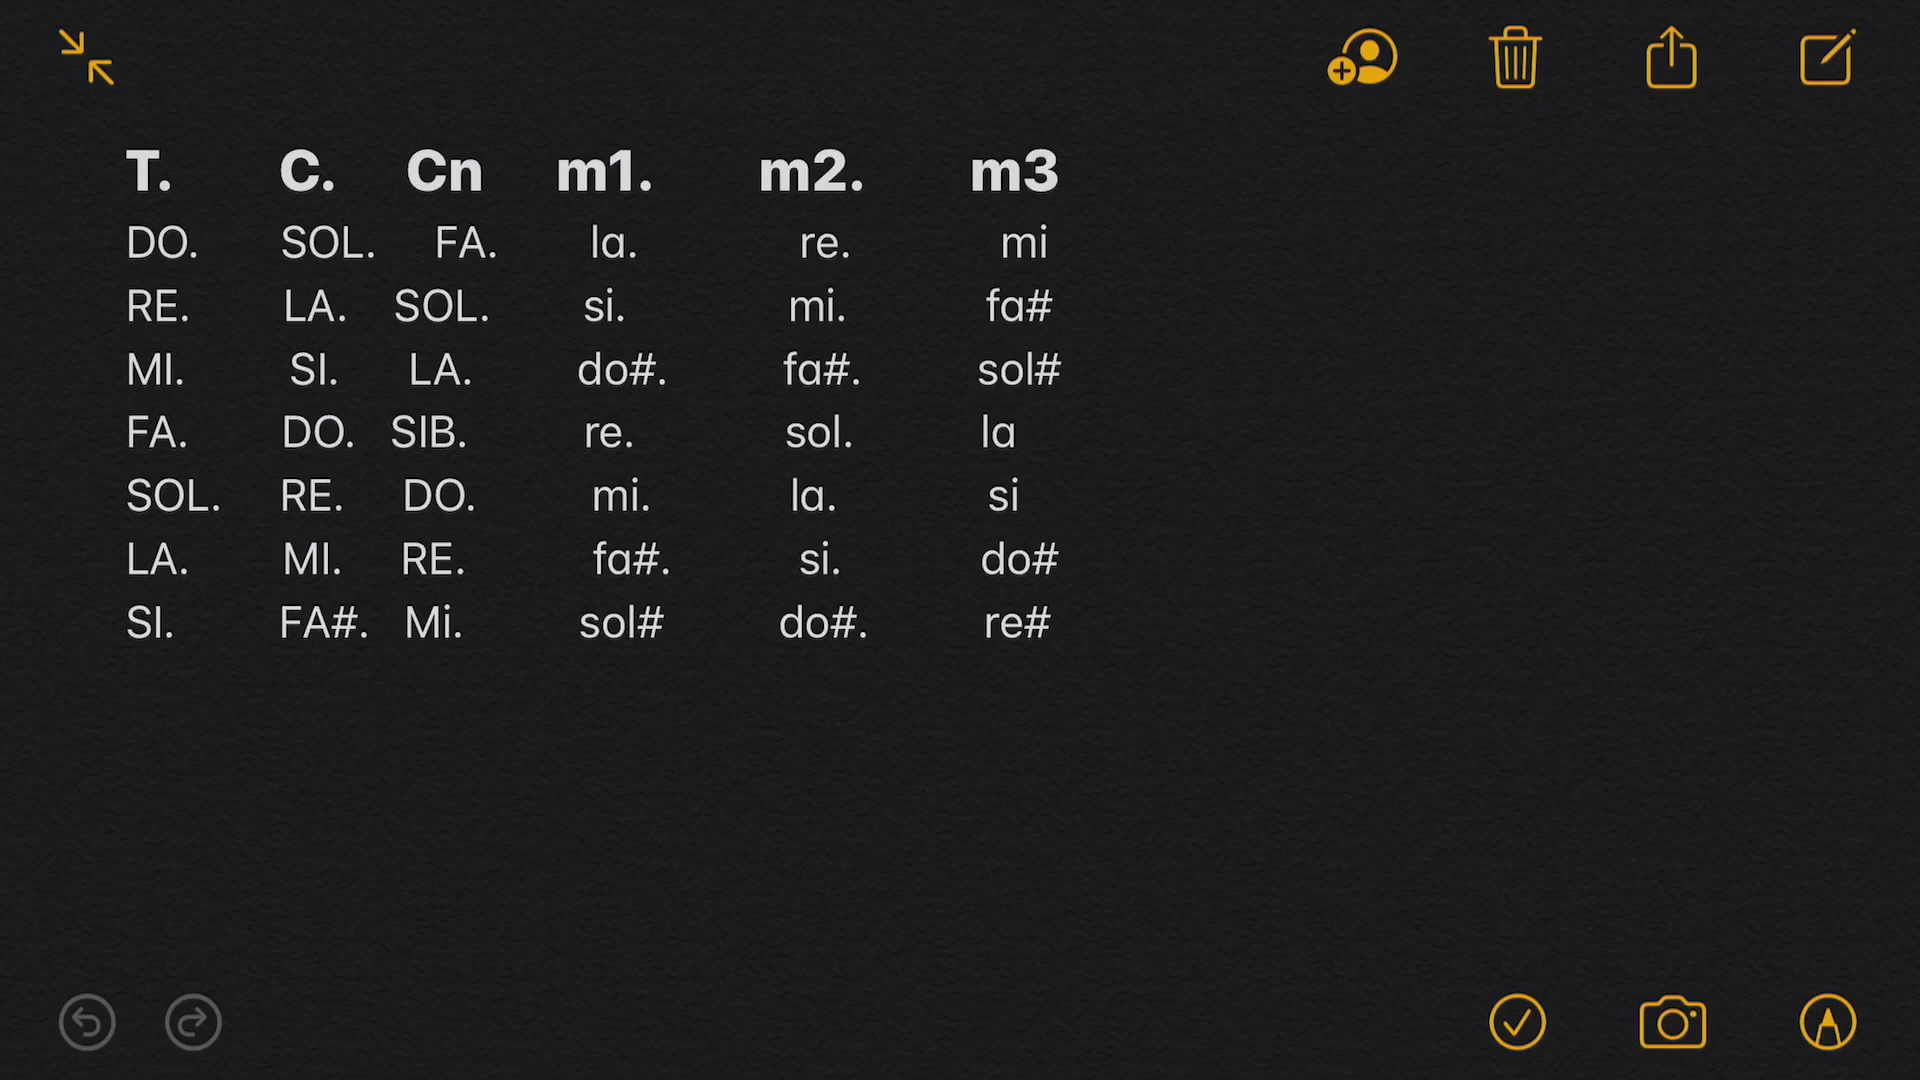 T. C. Cn m1. m2. m3
DO. SOL. FA. la. re. mi
RE. LA. SOL. si. mi. fa#
MI. SI. LA. do#. fa#. sol#
FA. DO. SIB. re. sol. la
SOL. RE. DO. mi. la. si
LA. MI. RE. fa#. si. do#
SI. FA#. Mi. sol# do#. re#